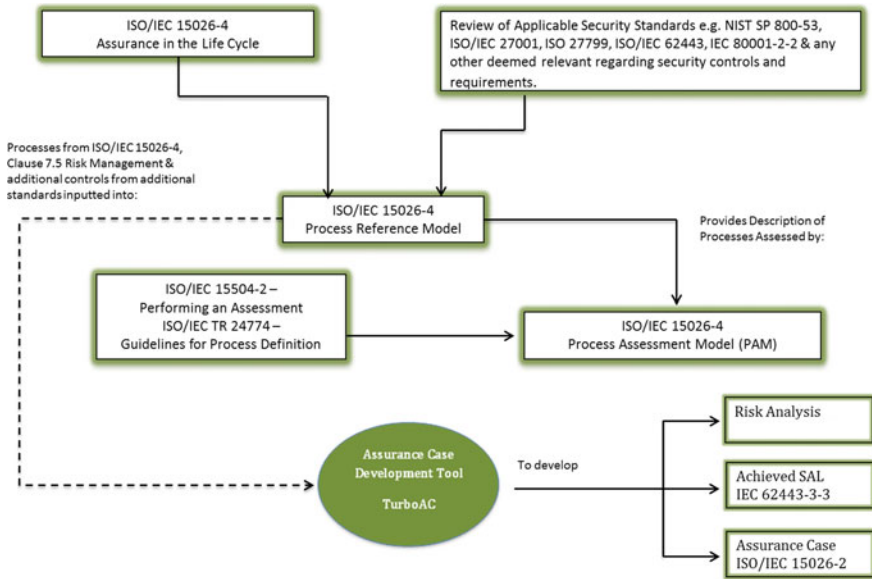 ISO/IEC 15026-4
Assurance in the Life Cycle
Review of Applicable Security Standards e.g. NIST SP 800-53,
ISO/IEC 27001, ISO 27799, ISO/IEC 62443, IEC 80001-2-2 & any
other deemed relevant regarding security controls and
requirements.
Processes from ISO/IEC 15026-4,
Clause 7.5 Risk Management &
additional controls from additional
standards inputted into:
ISO/IEC 15026-4
Process Reference Model
Provides Description of
Processes Assessed by:
ISO/IEC 15504-2 –
Performing an Assessment
ISO/IEC TR 24774 –
Guidelines for Process Definition
ISO/IEC 15026-4
Process Assessment Model (PAM)
Assurance Case
Development Tool
TurboAC
To develop
Risk Analysis
Achieved SAL
IEC 62443-3-3
Assurance Case
ISO/IEC 15026-2